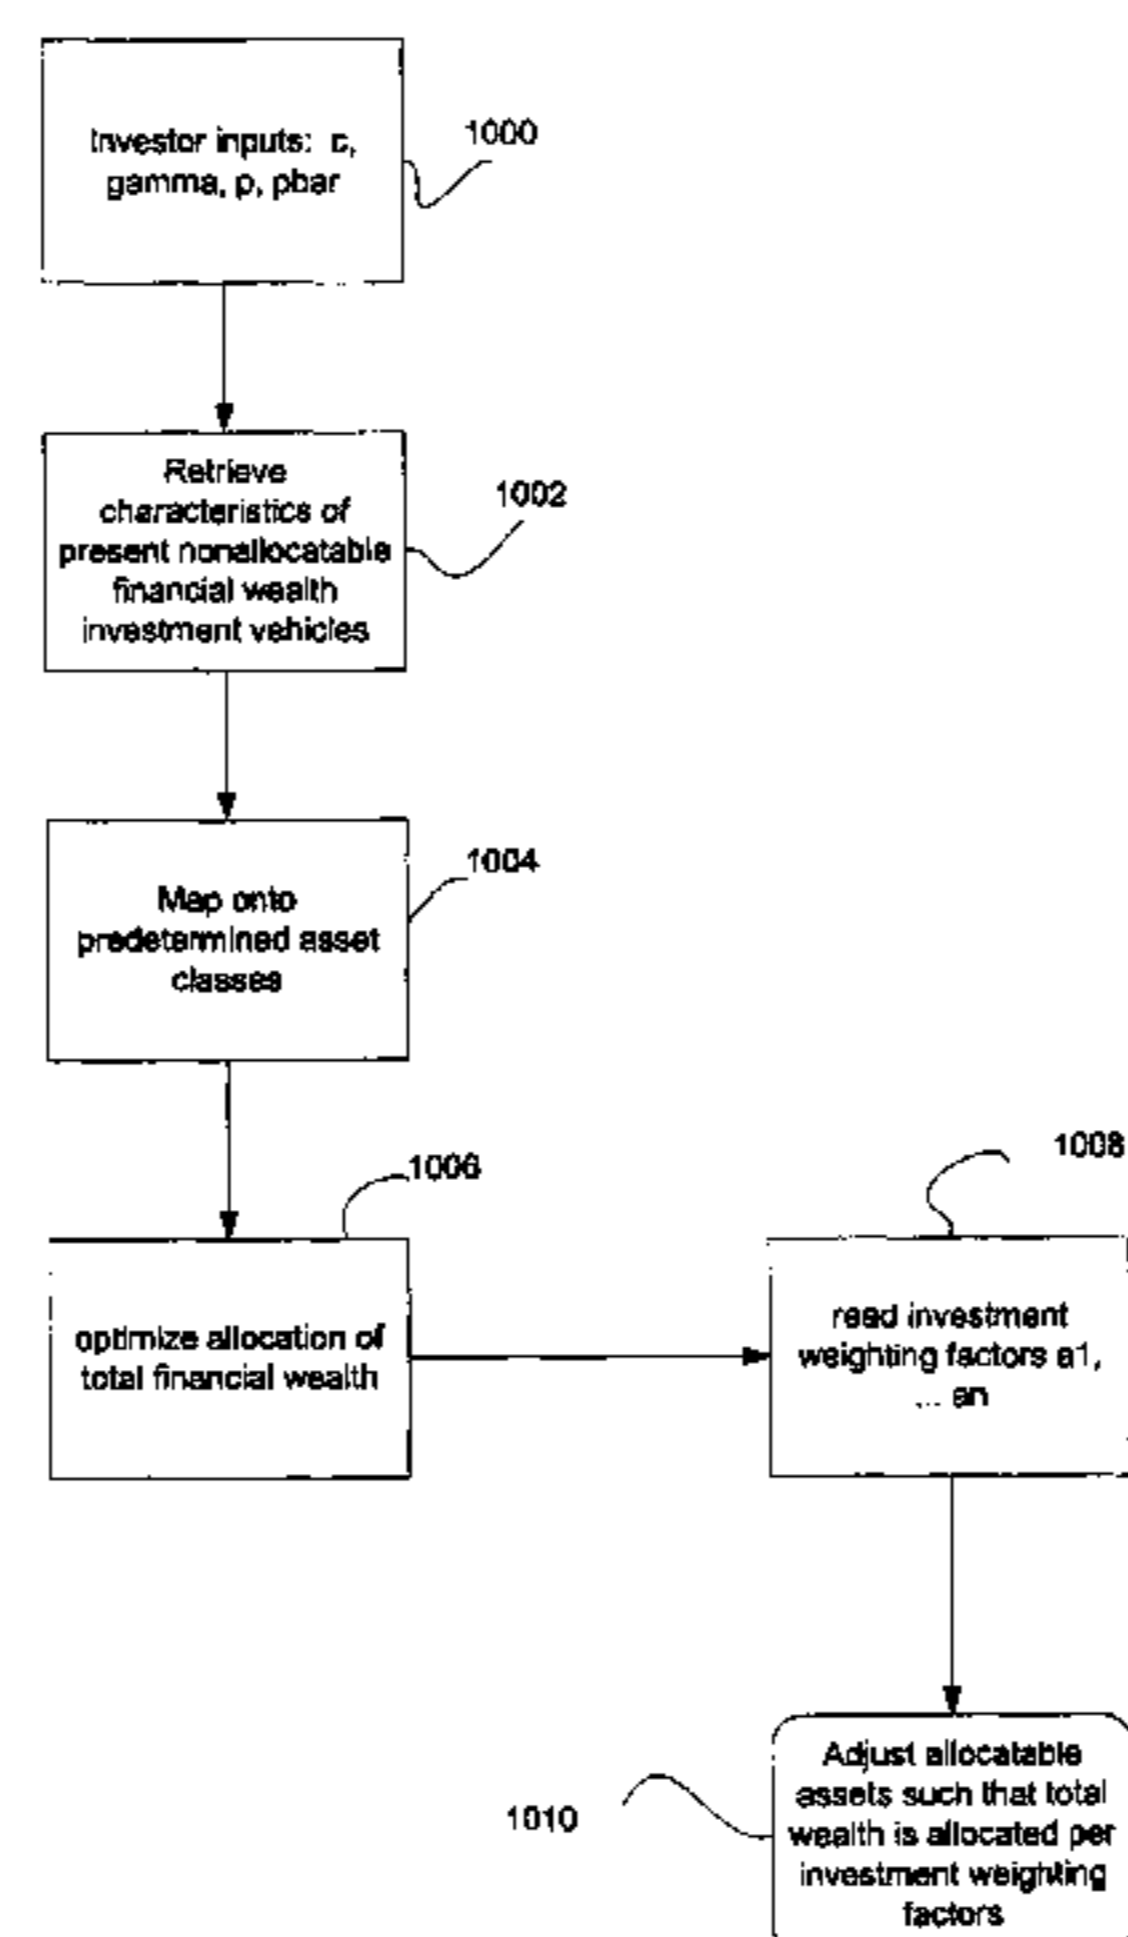 Investor inputs: c,
gamma, p, pbar
1000
Retrieve
characteristics of
present nonallocatable
financial wealth
investment vehicles
1002
Map onto
predetermined asset
classes
1004
1006
optimize allocation of
total financial wealth
1008
read investment
weighting factors a1,
... an
Adjust allocatable
assets such that total
wealth is allocated per
investment weighting
factors
1010